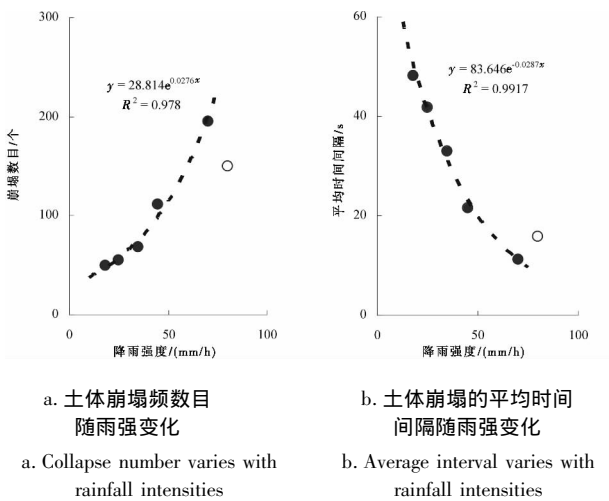 300
200
100
0
崩塌数目/个
y = 28.814e^0.0276x
R² = 0.978
0 50 100
降雨强度/(mm/h)
60
40
20
0
平均时间间隔/s
y = 83.646e^-0.0287x
R² = 0.9917
0 50 100
降雨强度/(mm/h)
a. 土体崩塌频数目
随雨强变化
a. Collapse number varies with
rainfall intensities
b. 土体崩塌的平均时间
间隔随雨强变化
b. Average interval varies with
rainfall intensities